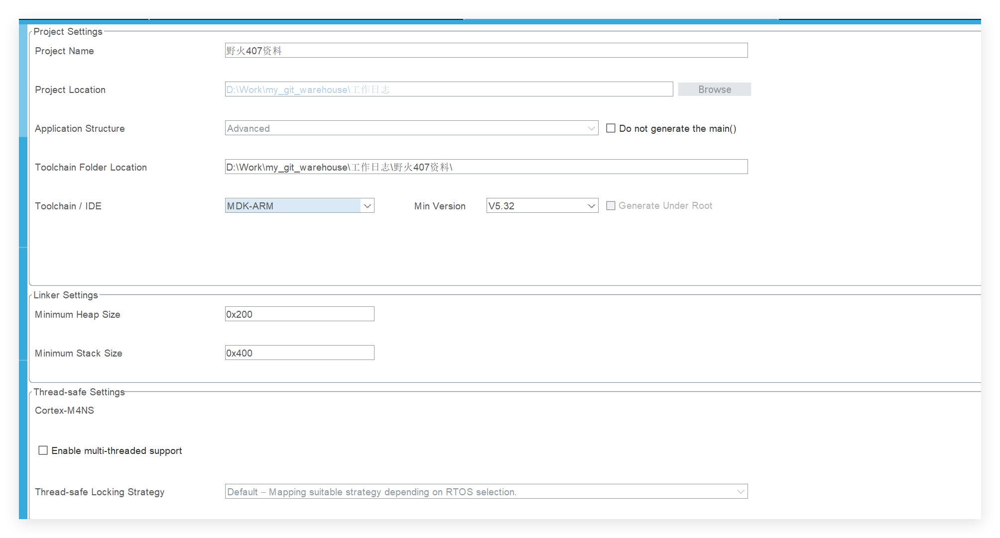 Project Settings
Project Name 野火407资料
Project Location D:\Work\my_git_warehouse\工作日志 Browse
Application Structure Advanced Do not generate the main()
Toolchain Folder Location D:\Work\my_git_warehouse\工作日志\野火407资料\
Toolchain / IDE MDK-ARM Min Version V5.32 Generate Under Root
Linker Settings
Minimum Heap Size 0x200
Minimum Stack Size 0x400
Thread-safe Settings
Cortex-M4NS
Enable multi-threaded support
Thread-safe Locking Strategy Default – Mapping suitable strategy depending on RTOS selection.